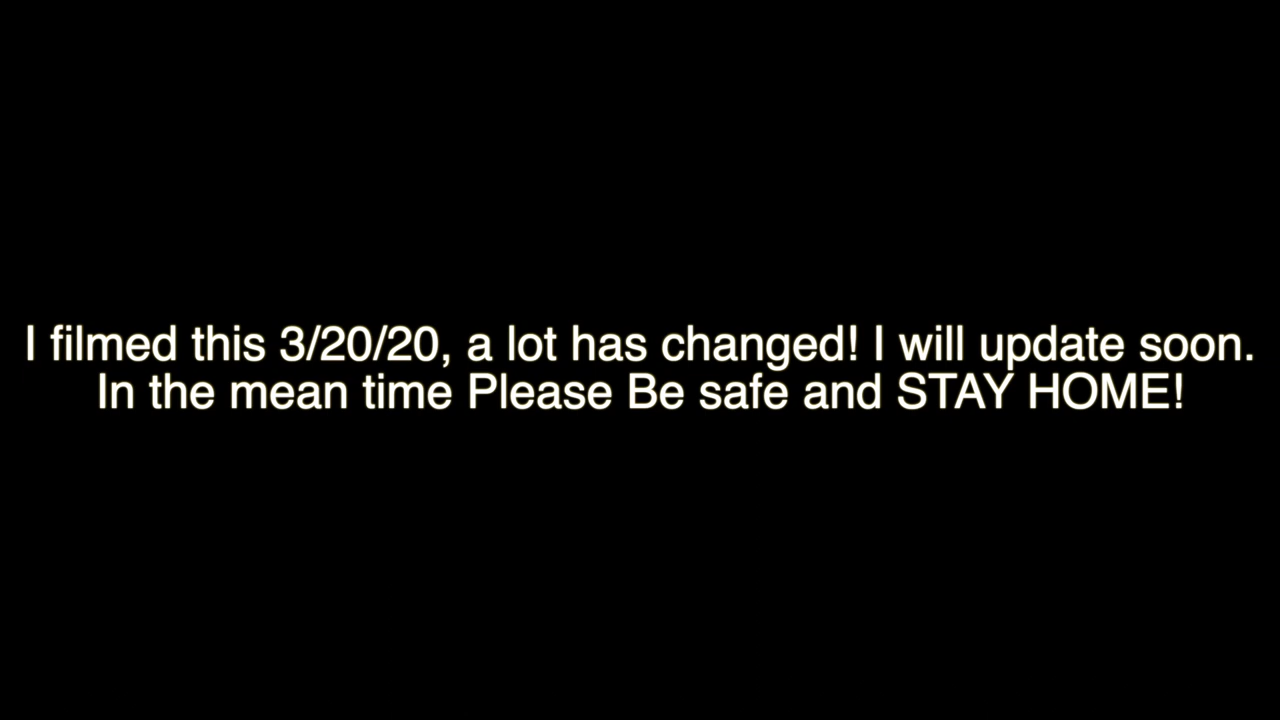 I filmed this 3/20/20, a lot has changed! I will update soon.
In the mean time Please Be safe and STAY HOME!